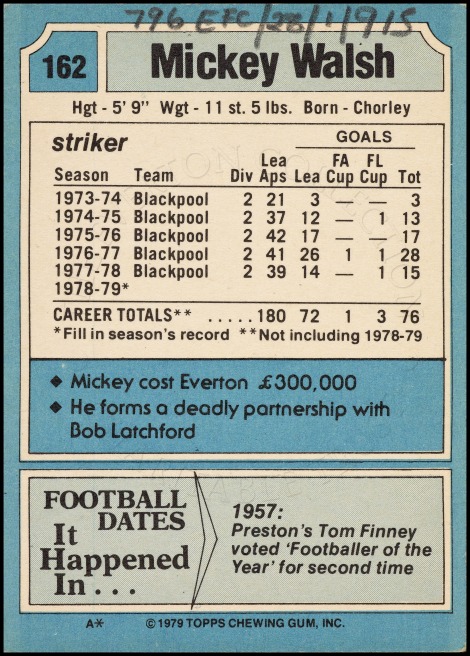 796 EFC/28/1/915
162
Mickey Walsh
Hgt - 5' 9" Wgt - 11 st. 5 lbs. Born - Chorley
striker GOALS
Season Team Div Lea Aps Lea FA Cup FL Cup Tot
1973-74 Blackpool 2 21 3 — — 3
1974-75 Blackpool 2 37 12 — 1 13
1975-76 Blackpool 2 42 17 — — 17
1976-77 Blackpool 2 41 26 1 1 28
1977-78 Blackpool 2 39 14 — 1 15
1978-79*
CAREER TOTALS** ..... 180 72 1 3 76
*Fill in season's record **Not including 1978-79
◆ Mickey cost Everton £300,000
◆ He forms a deadly partnership with
Bob Latchford
FOOTBALL
DATES
It
Happened
In . . .
1957:
Preston's Tom Finney
voted 'Footballer of the
Year' for second time
A* © 1979 TOPPS CHEWING GUM, INC.